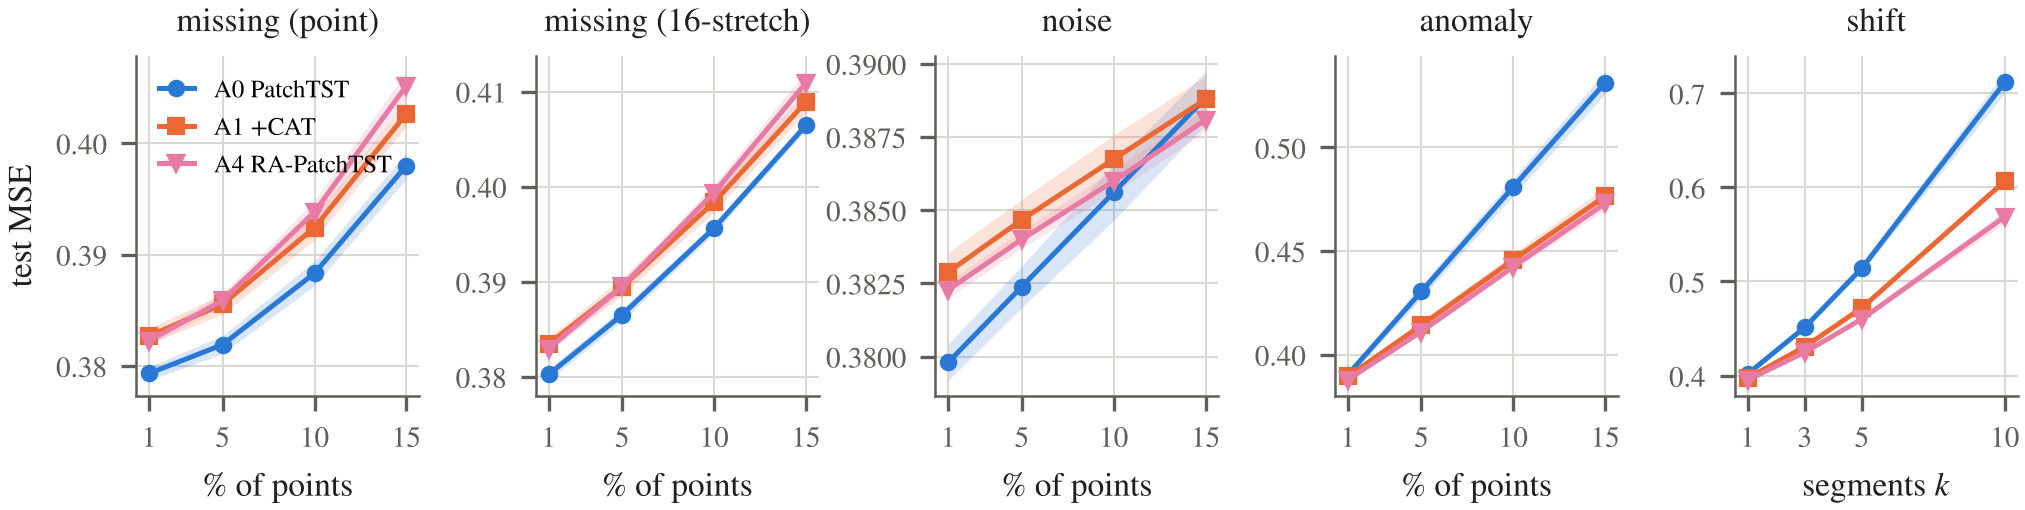 missing (point)
missing (16-stretch)
noise
anomaly
shift
test MSE
A0 PatchTST
A1 +CAT
A4 RA-PatchTST
0.40
0.39
0.38
1 5 10 15
% of points
0.41
0.40
0.39
0.38
1 5 10 15
% of points
0.3900
0.3875
0.3850
0.3825
0.3800
1 5 10 15
% of points
0.50
0.45
0.40
1 5 10 15
% of points
0.7
0.6
0.5
0.4
1 3 5 10
segments k